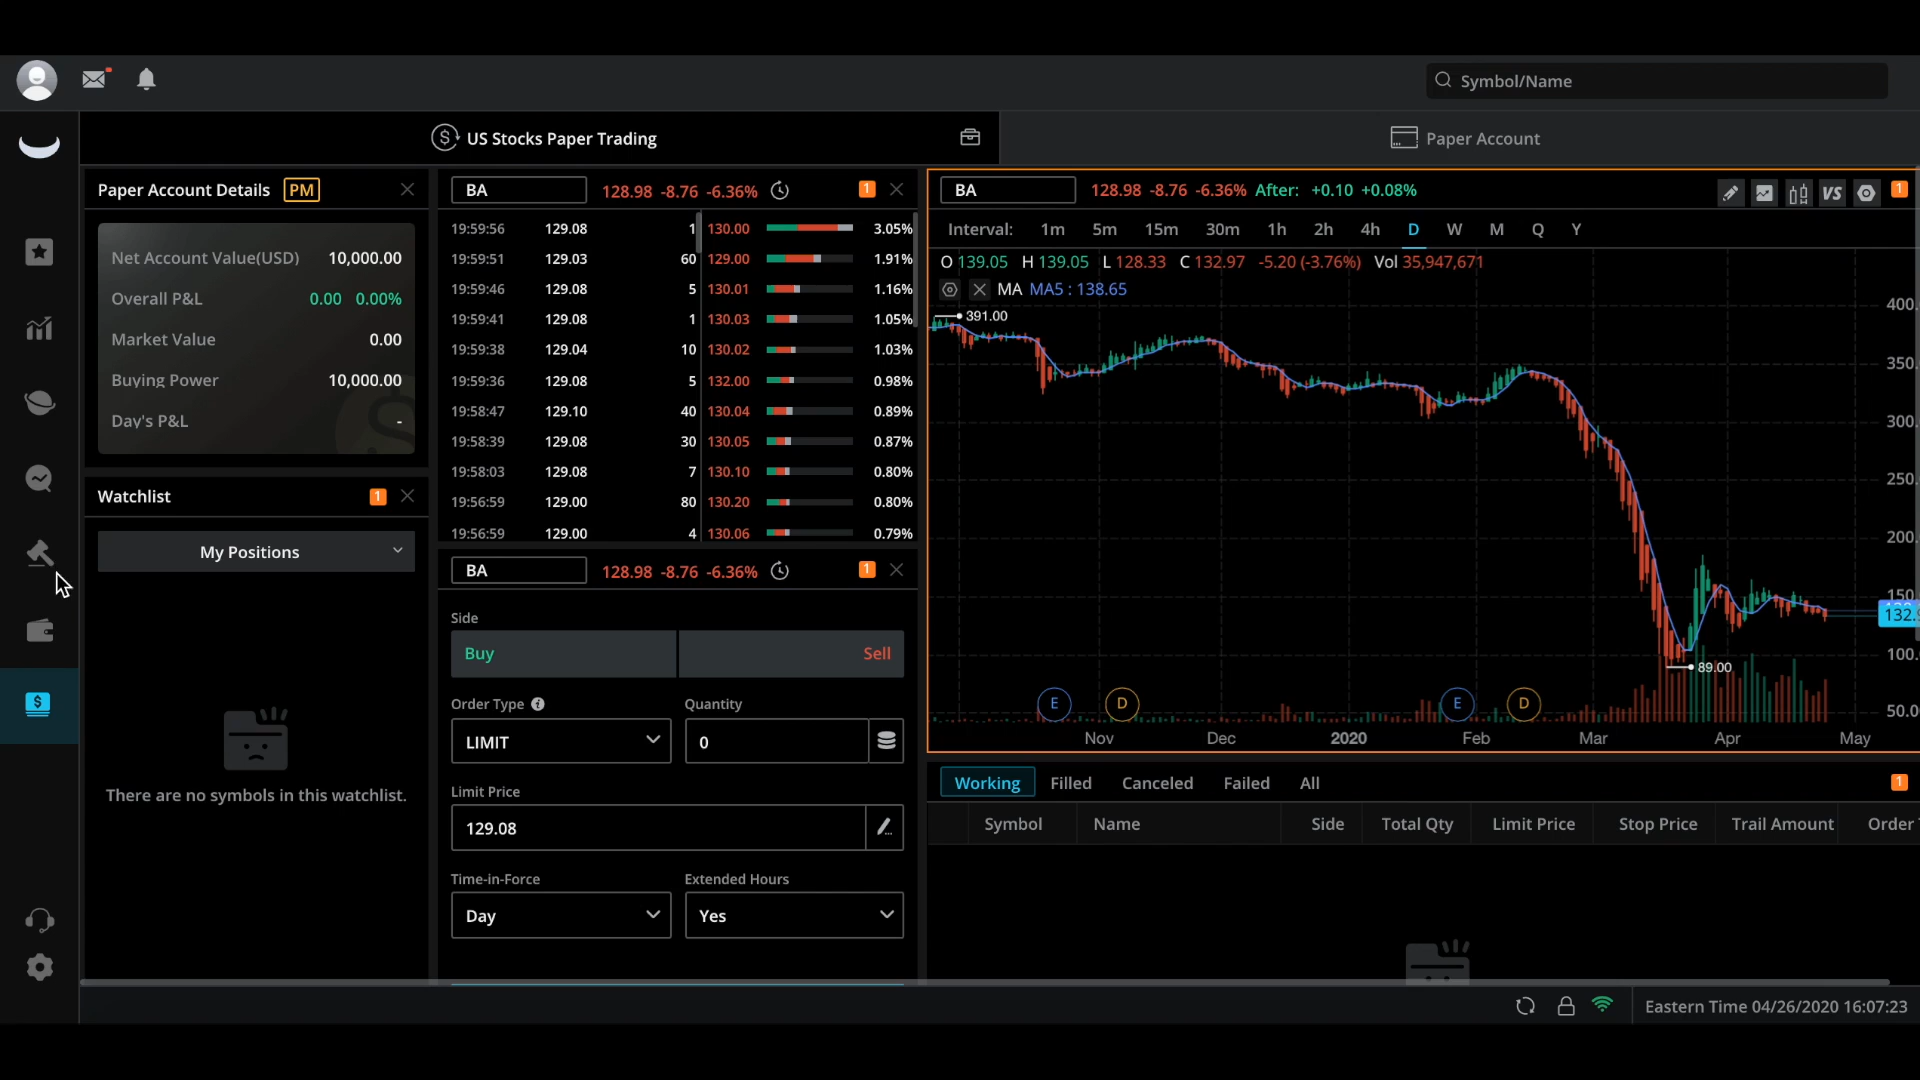 Symbol/Name
US Stocks Paper Trading
Paper Account
Paper Account Details PM
Net Account Value(USD) 10,000.00
Overall P&L 0.00 0.00%
Market Value 0.00
Buying Power 10,000.00
Day's P&L -
Watchlist 1
My Positions
There are no symbols in this watchlist.
BA 128.98 -8.76 -6.36% 1
19:59:56 129.08 1 130.00 3.05%
19:59:51 129.03 60 129.00 1.91%
19:59:46 129.08 5 130.01 1.16%
19:59:41 129.08 1 130.03 1.05%
19:59:38 129.04 10 130.02 1.03%
19:59:36 129.08 5 132.00 0.98%
19:58:47 129.10 40 130.04 0.89%
19:58:39 129.08 30 130.05 0.87%
19:58:03 129.08 7 130.10 0.80%
19:56:59 129.00 80 130.20 0.80%
19:56:59 129.00 4 130.06 0.79%
BA 128.98 -8.76 -6.36% 1
Side
Buy Sell
Order Type Quantity
LIMIT 0
Limit Price
129.08
Time-in-Force Extended Hours
Day Yes
BA 128.98 -8.76 -6.36% After: +0.10 +0.08% VS 1
Interval: 1m 5m 15m 30m 1h 2h 4h D W M Q Y
O 139.05 H 139.05 L 128.33 C 132.97 -5.20 (-3.76%) Vol 35,947,671
MA MA5 : 138.65
391.00
400.
350.
300.
250.
200.
150.
132.
100.
89.00
50.0
E D E D
Nov Dec 2020 Feb Mar Apr May
Working Filled Canceled Failed All 1
Symbol Name Side Total Qty Limit Price Stop Price Trail Amount Order
Eastern Time 04/26/2020 16:07:23